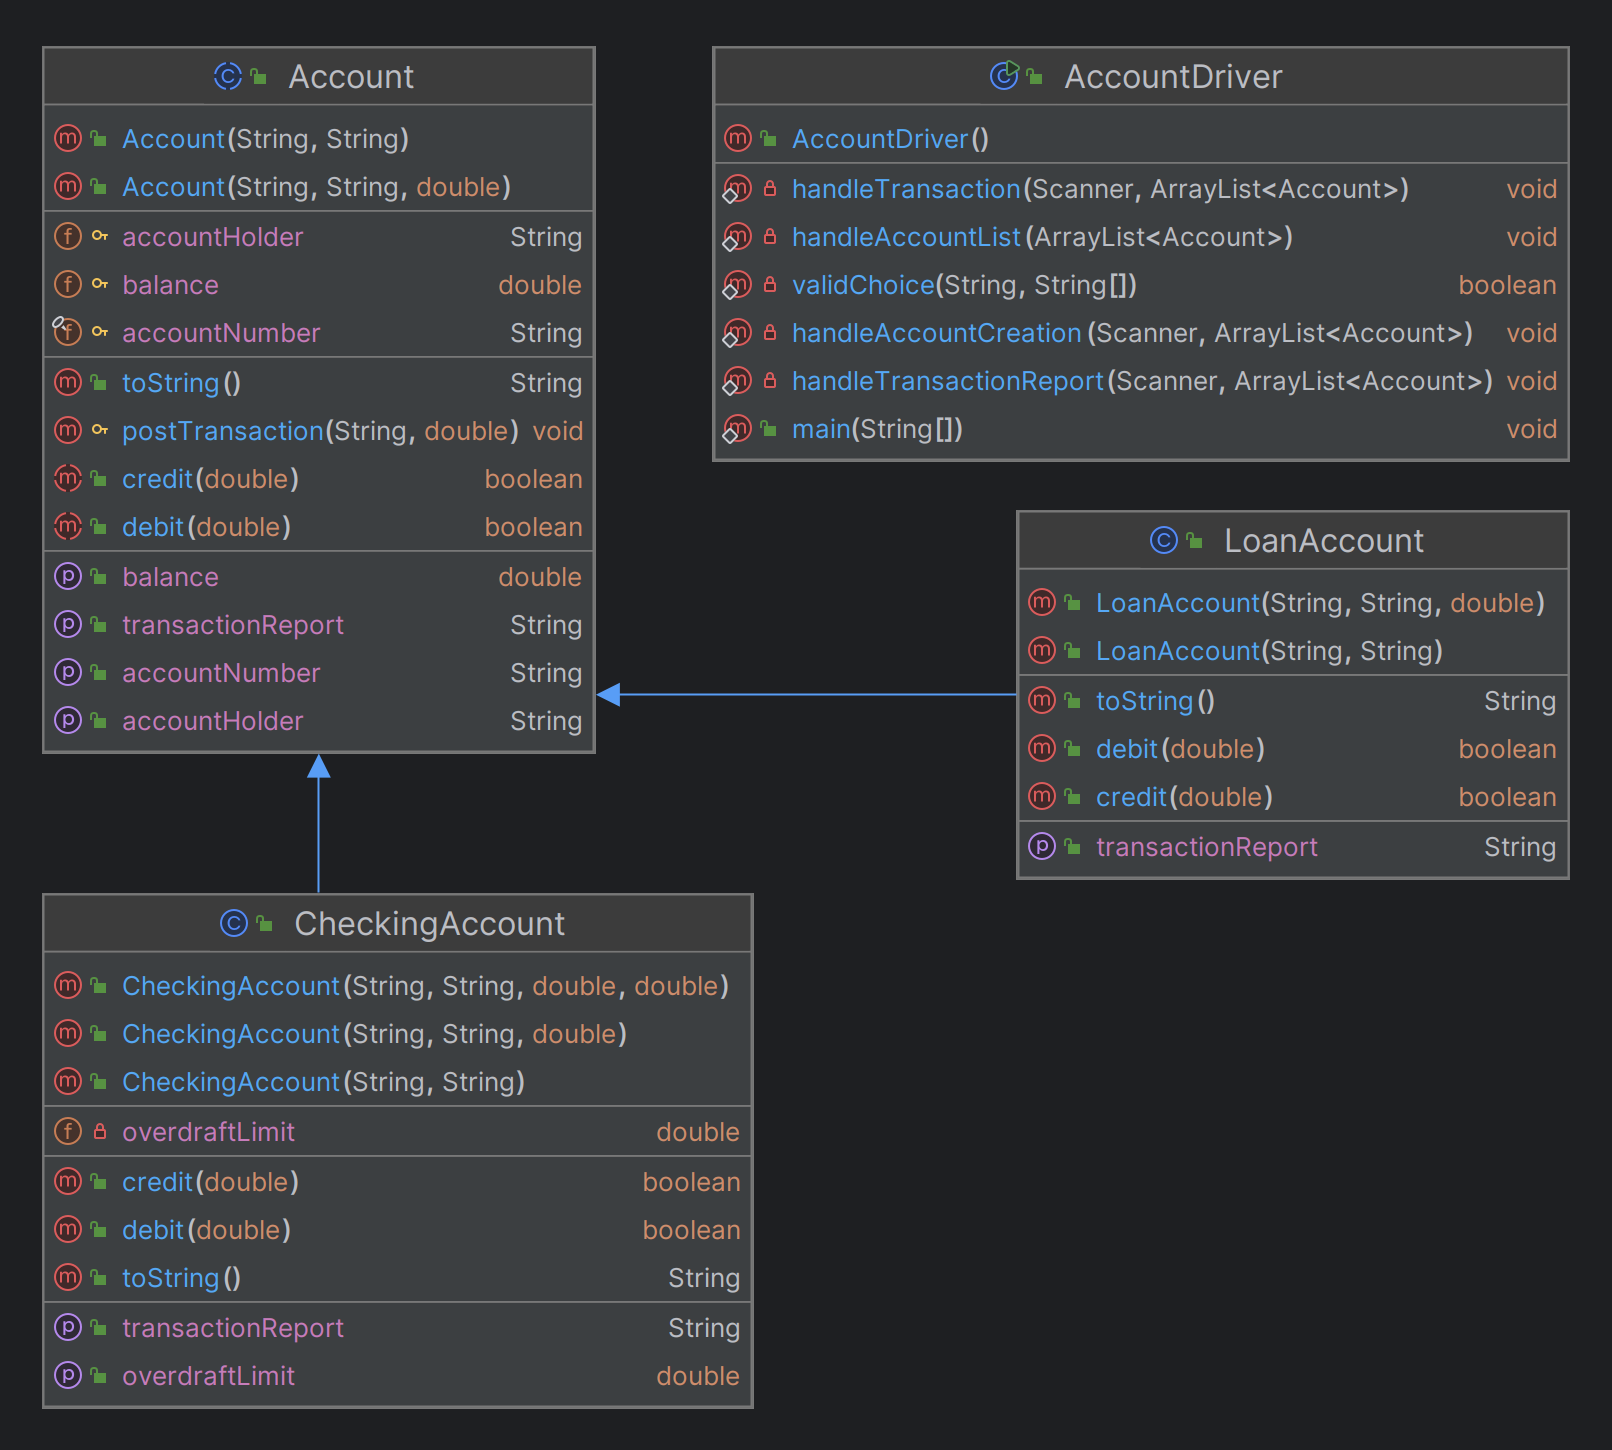 Account
Account(String, String)
Account(String, String, double)
accountHolder String
balance double
accountNumber String
toString() String
postTransaction(String, double) void
credit(double) boolean
debit(double) boolean
balance double
transactionReport String
accountNumber String
accountHolder String
AccountDriver
AccountDriver()
handleTransaction(Scanner, ArrayList<Account>) void
handleAccountList(ArrayList<Account>) void
validChoice(String, String[]) boolean
handleAccountCreation(Scanner, ArrayList<Account>) void
handleTransactionReport(Scanner, ArrayList<Account>) void
main(String[]) void
LoanAccount
LoanAccount(String, String, double)
LoanAccount(String, String)
toString() String
debit(double) boolean
credit(double) boolean
transactionReport String
CheckingAccount
CheckingAccount(String, String, double, double)
CheckingAccount(String, String, double)
CheckingAccount(String, String)
overdraftLimit double
credit(double) boolean
debit(double) boolean
toString() String
transactionReport String
overdraftLimit double